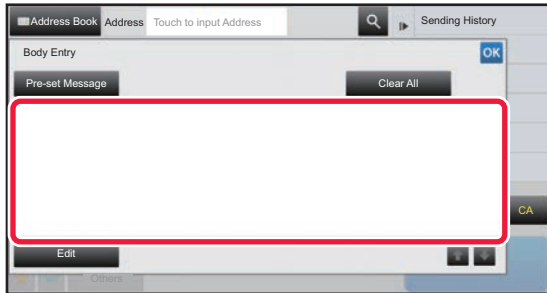 Address Book Address Touch to input Address Sending History
Body Entry OK
Pre-set Message Clear All
CA
Edit
Others